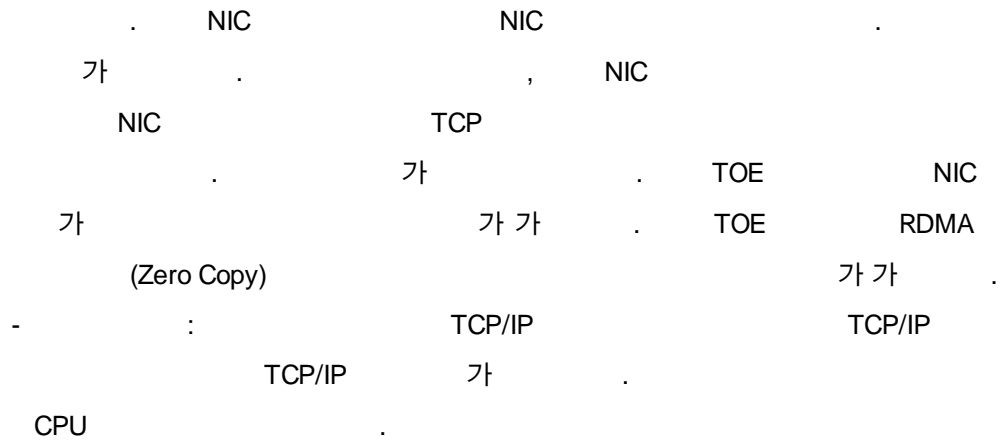 . NIC NIC .
가 . , NIC
NIC TCP
. 가 . TOE NIC
가 가 가 . TOE RDMA
(Zero Copy) 가 가 .
- : TCP/IP TCP/IP
TCP/IP 가 .
CPU .